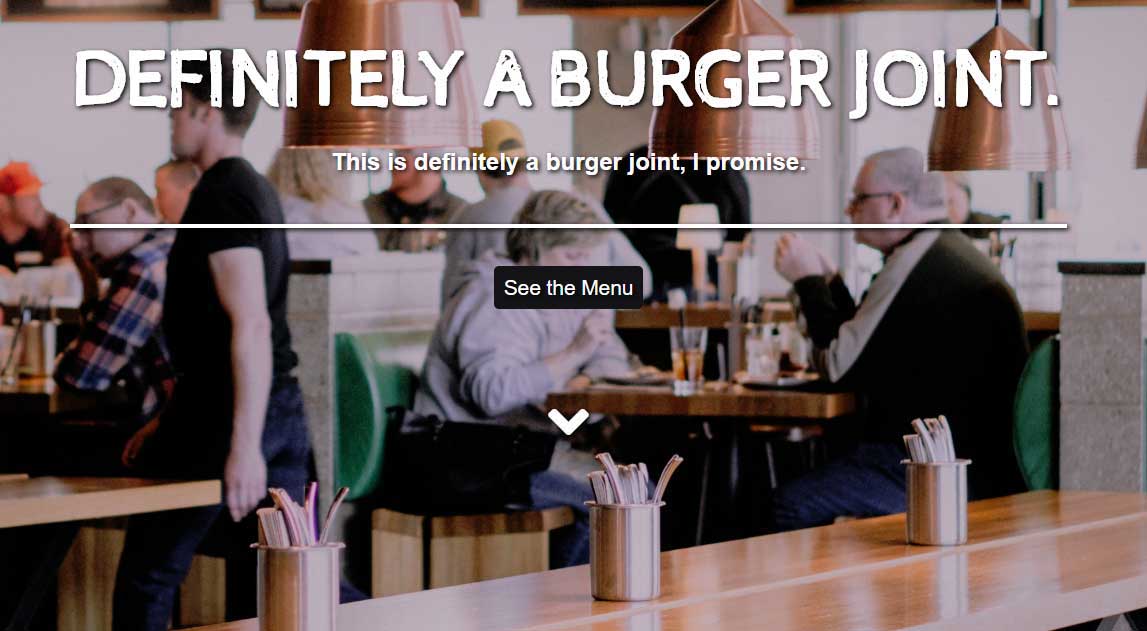 DEFINITELY A BURGER JOINT.
This is definitely a burger joint, I promise.
See the Menu